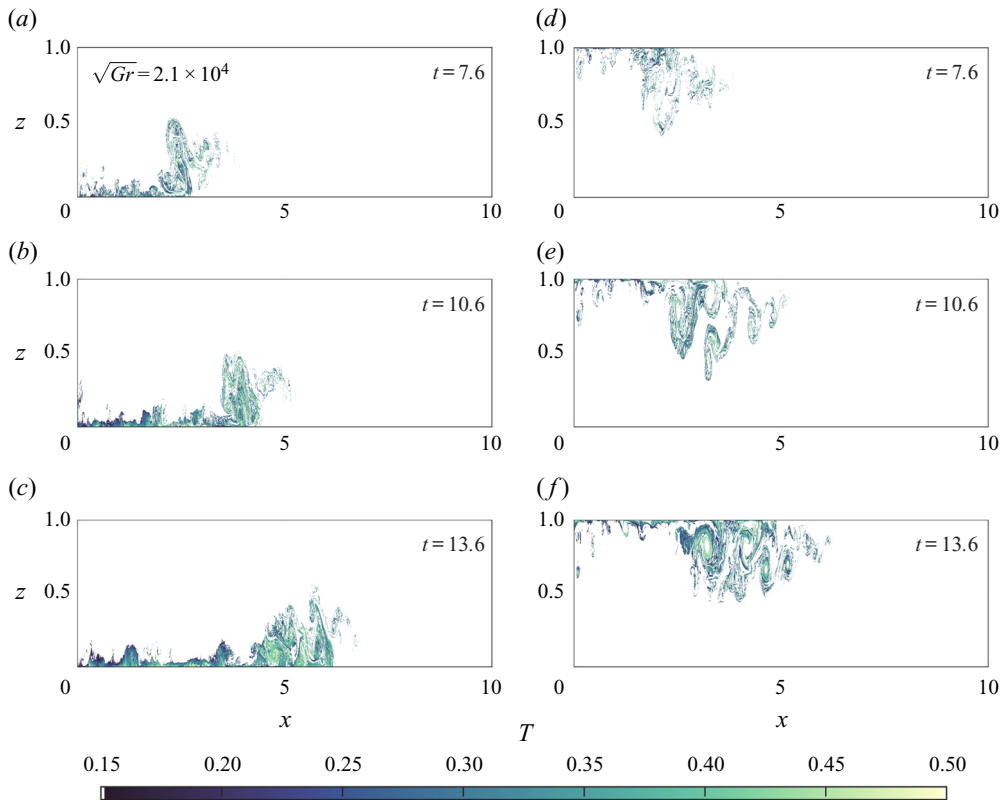 (a)
(d)
1.0
√Gr = 2.1 × 10⁴
t = 7.6
1.0
t = 7.6
z
0.5
0.5
0
5
10
0
5
10
(b)
(e)
1.0
t = 10.6
1.0
t = 10.6
z
0.5
0.5
0
5
10
0
5
10
(c)
(f)
1.0
t = 13.6
1.0
t = 13.6
z
0.5
0.5
0
5
10
0
5
10
x
x
T
0.15
0.20
0.25
0.30
0.35
0.40
0.45
0.50